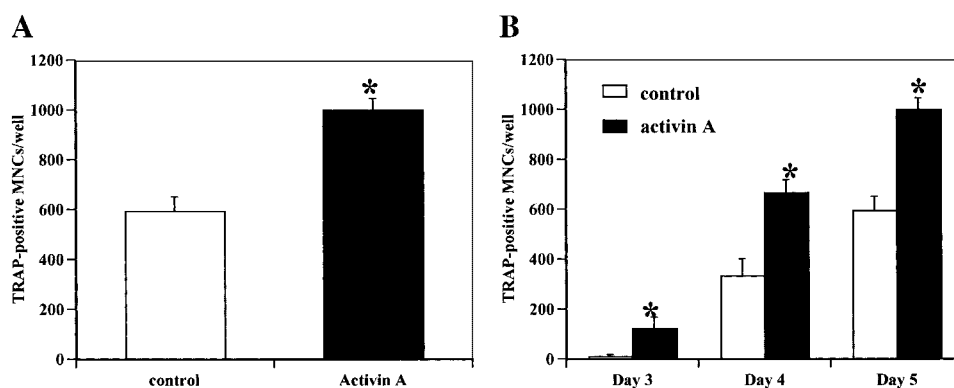 A
TRAP-positive MNCs/well
1200
1000
800
600
400
200
0
*
control
Activin A
B
TRAP-positive MNCs/well
1200
1000
800
600
400
200
0
control
activin A
*
*
*
Day 3
Day 4
Day 5